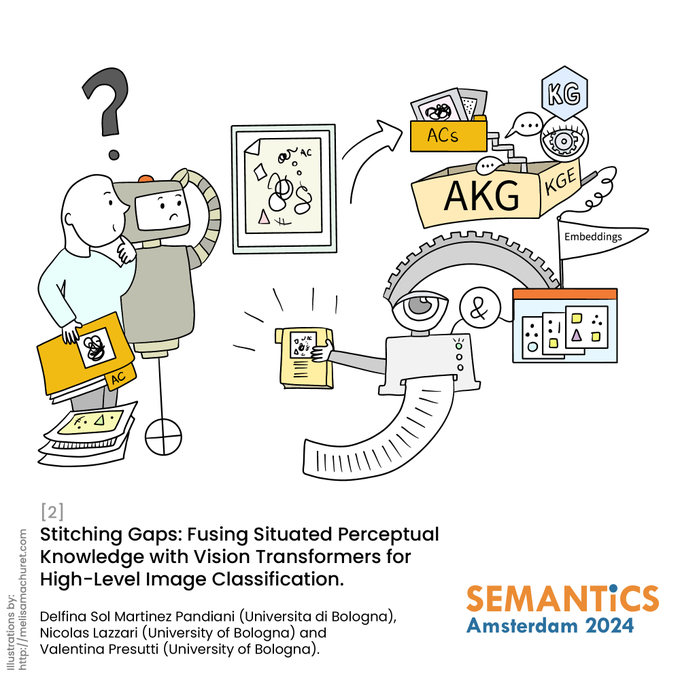 ?
KG
ACs
AC
AKG
KGE
Embeddings
&
AC
[2]
Stitching Gaps: Fusing Situated Perceptual
Knowledge with Vision Transformers for
High-Level Image Classification.
Delfina Sol Martinez Pandiani (Universita di Bologna),
Nicolas Lazzari (University of Bologna) and
Valentina Presutti (University of Bologna).
SEMANTiCS
Amsterdam 2024
Illustrations by:
http://melisamachuret.com